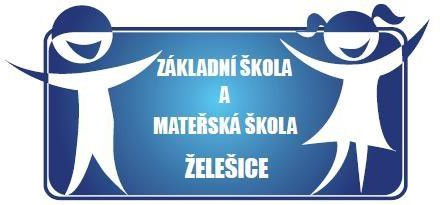 ZÁKLADNÍ ŠKOLA
A
MATEŘSKÁ ŠKOLA
ŽELEŠICE